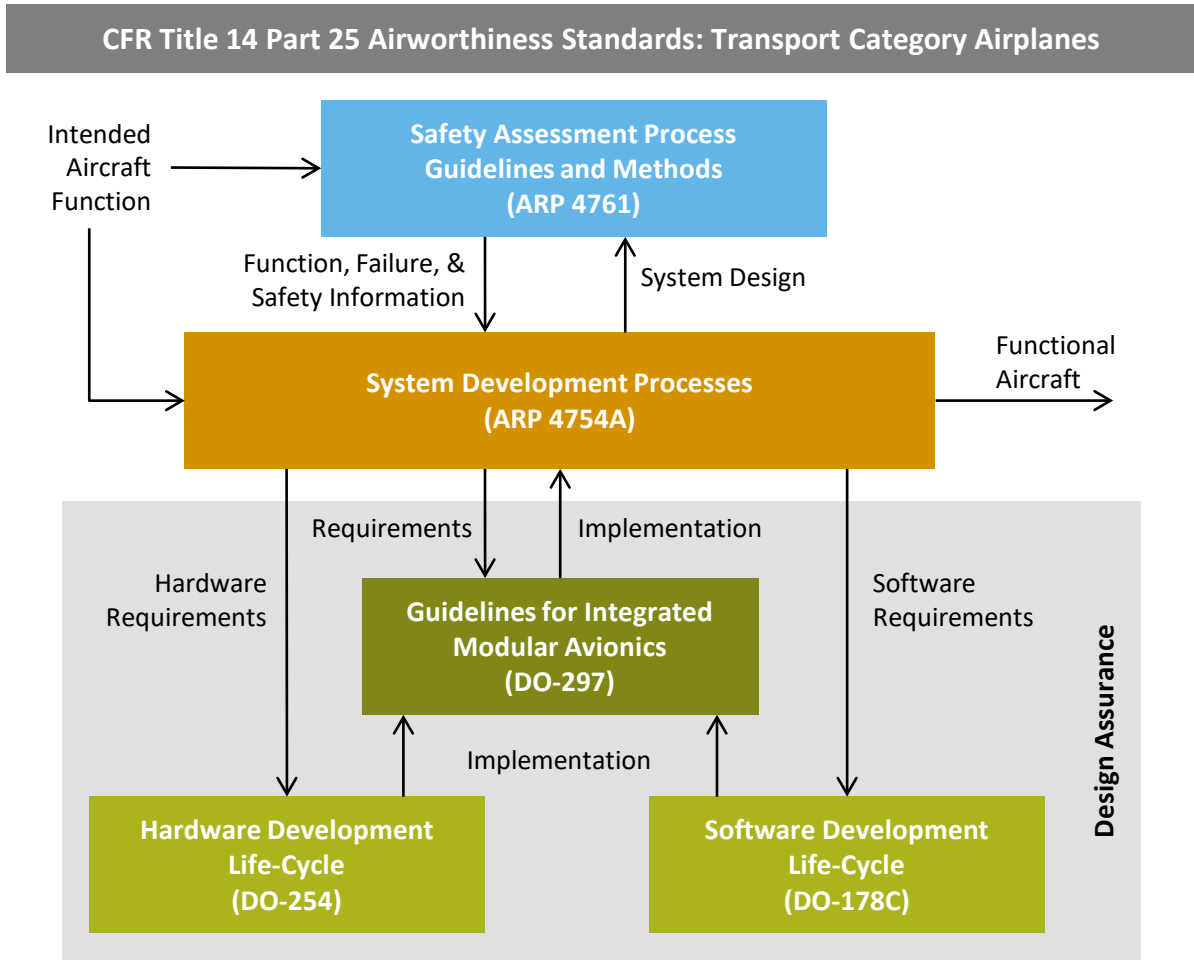 CFR Title 14 Part 25 Airworthiness Standards: Transport Category Airplanes
Intended
Aircraft
Function
Safety Assessment Process
Guidelines and Methods
(ARP 4761)
Function, Failure, &
Safety Information
System Design
System Development Processes
(ARP 4754A)
Functional
Aircraft
Requirements
Implementation
Hardware
Requirements
Software
Requirements
Guidelines for Integrated
Modular Avionics
(DO-297)
Implementation
Design Assurance
Hardware Development
Life-Cycle
(DO-254)
Software Development
Life-Cycle
(DO-178C)